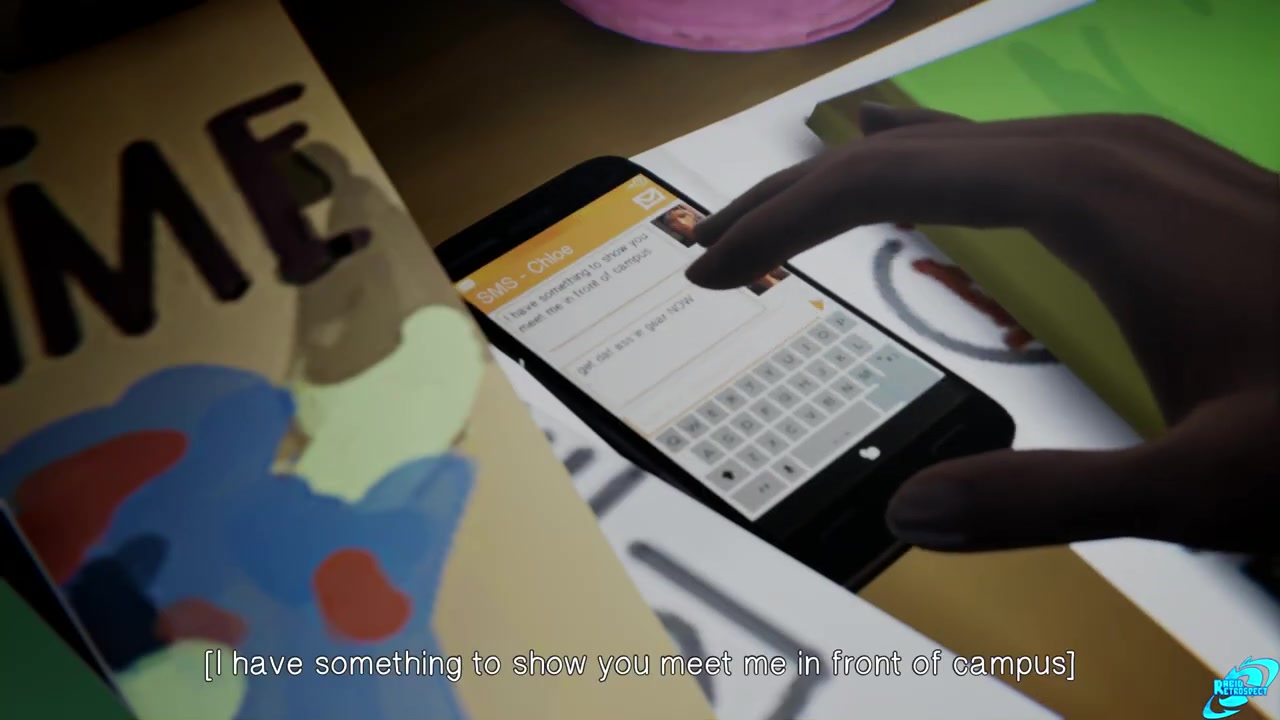 ME
SMS - Chloe
I have something to show you
meet me in front of campus
get dat ass in gear NOW
[I have something to show you meet me in front of campus]
RAGID
RETROSPECT